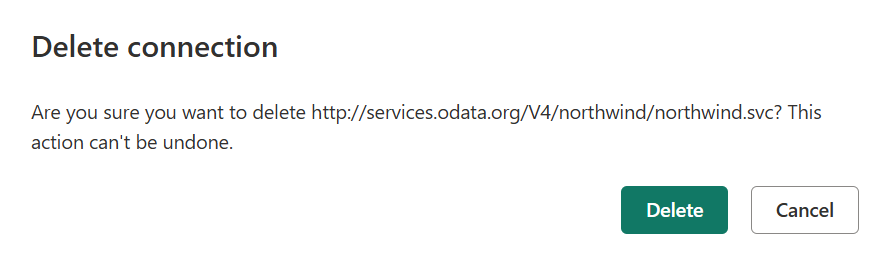 Delete connection
Are you sure you want to delete http://services.odata.org/V4/northwind/northwind.svc? This
action can't be undone.
Delete
Cancel